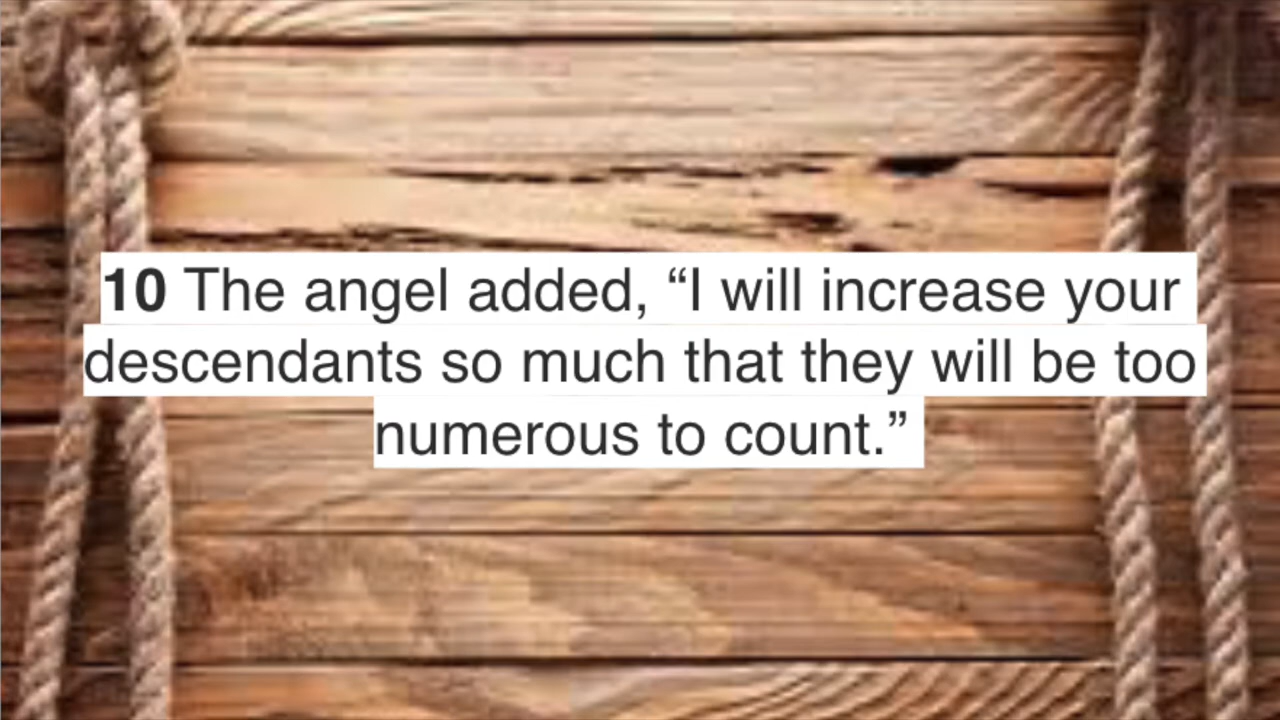 10 The angel added, “I will increase your
descendants so much that they will be too
numerous to count.”